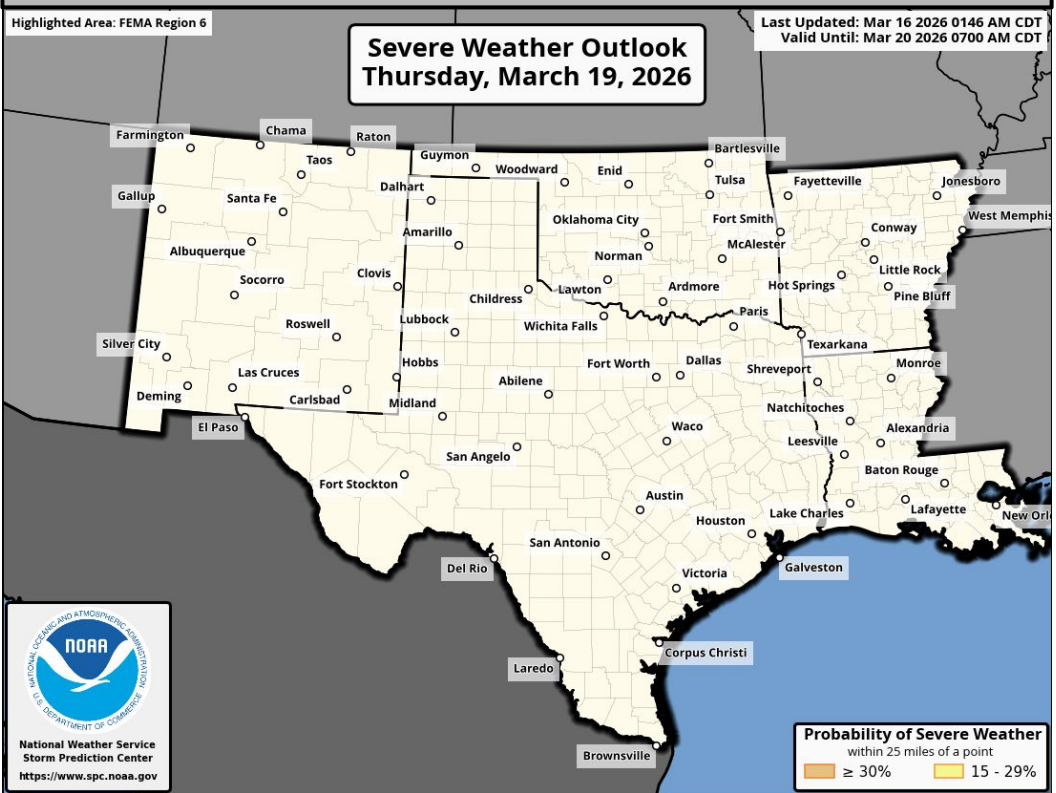 Highlighted Area: FEMA Region 6
Severe Weather Outlook
Thursday, March 19, 2026
Last Updated: Mar 16 2026 0146 AM CDT
Valid Until: Mar 20 2026 0700 AM CDT
Farmington
Chama
Raton
Taos
Guymon
Woodward
Enid
Bartlesville
Tulsa
Fayetteville
Jonesboro
Gallup
Santa Fe
Dalhart
Oklahoma City
Fort Smith
West Memphis
Albuquerque
Amarillo
Norman
McAlester
Conway
Little Rock
Socorro
Clovis
Childress
Lawton
Ardmore
Hot Springs
Pine Bluff
Roswell
Lubbock
Wichita Falls
Paris
Texarkana
Silver City
Las Cruces
Hobbs
Fort Worth
Dallas
Shreveport
Monroe
Deming
Carlsbad
Midland
Abilene
Natchitoches
El Paso
San Angelo
Waco
Leesville
Alexandria
Fort Stockton
Austin
Baton Rouge
Houston
Lake Charles
Lafayette
New Orl
Del Rio
San Antonio
Galveston
Victoria
Laredo
Corpus Christi
Brownsville
NATIONAL OCEANIC AND ATMOSPHERIC ADMINISTRATION
NOAA
U.S. DEPARTMENT OF COMMERCE
National Weather Service
Storm Prediction Center
https://www.spc.noaa.gov
Probability of Severe Weather
within 25 miles of a point
≥ 30%
15 - 29%